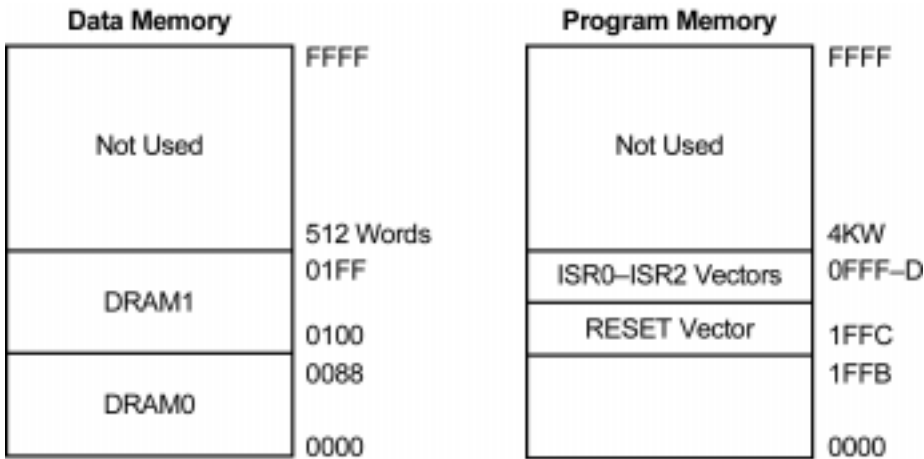 Data Memory
FFFF
Not Used
512 Words
01FF
DRAM1
0100
0088
DRAM0
0000
Program Memory
FFFF
Not Used
4KW
ISR0–ISR2 Vectors
0FFF–D
RESET Vector
1FFC
1FFB
0000